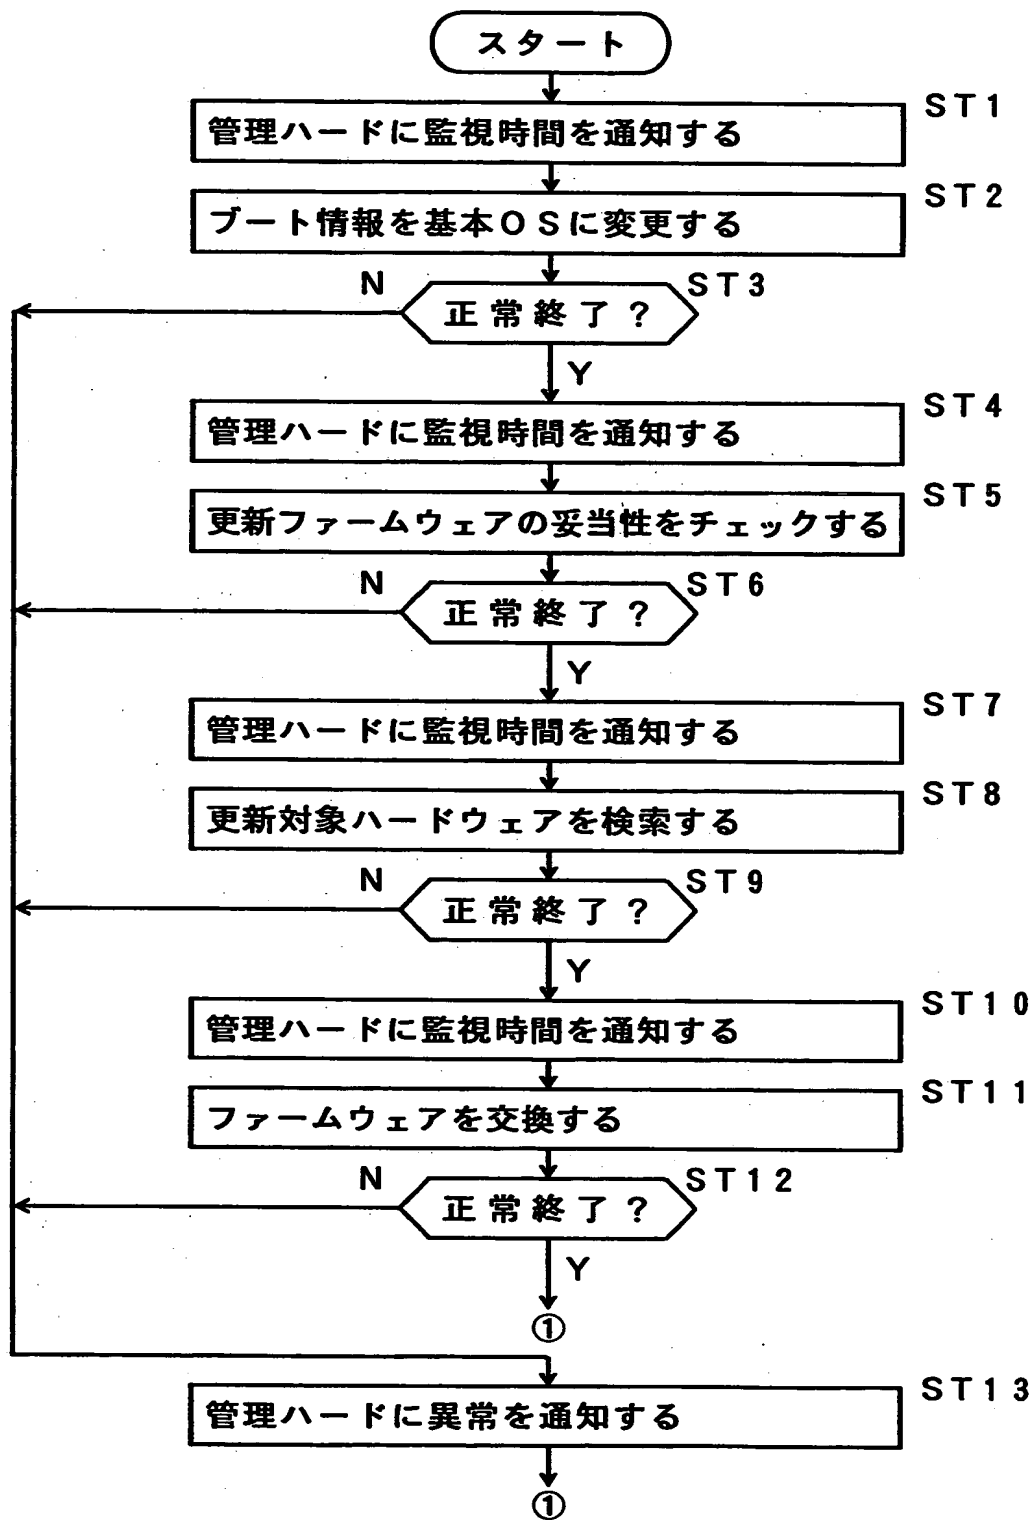 スタート
ST1
管理ハードに監視時間を通知する
ST2
ブート情報を基本OSに変更する
N
ST3
正常終了?
Y
ST4
管理ハードに監視時間を通知する
ST5
更新ファームウェアの妥当性をチェックする
N
ST6
正常終了?
Y
ST7
管理ハードに監視時間を通知する
ST8
更新対象ハードウェアを検索する
N
ST9
正常終了?
Y
ST10
管理ハードに監視時間を通知する
ST11
ファームウェアを交換する
N
ST12
正常終了?
Y
①
ST13
管理ハードに異常を通知する
①